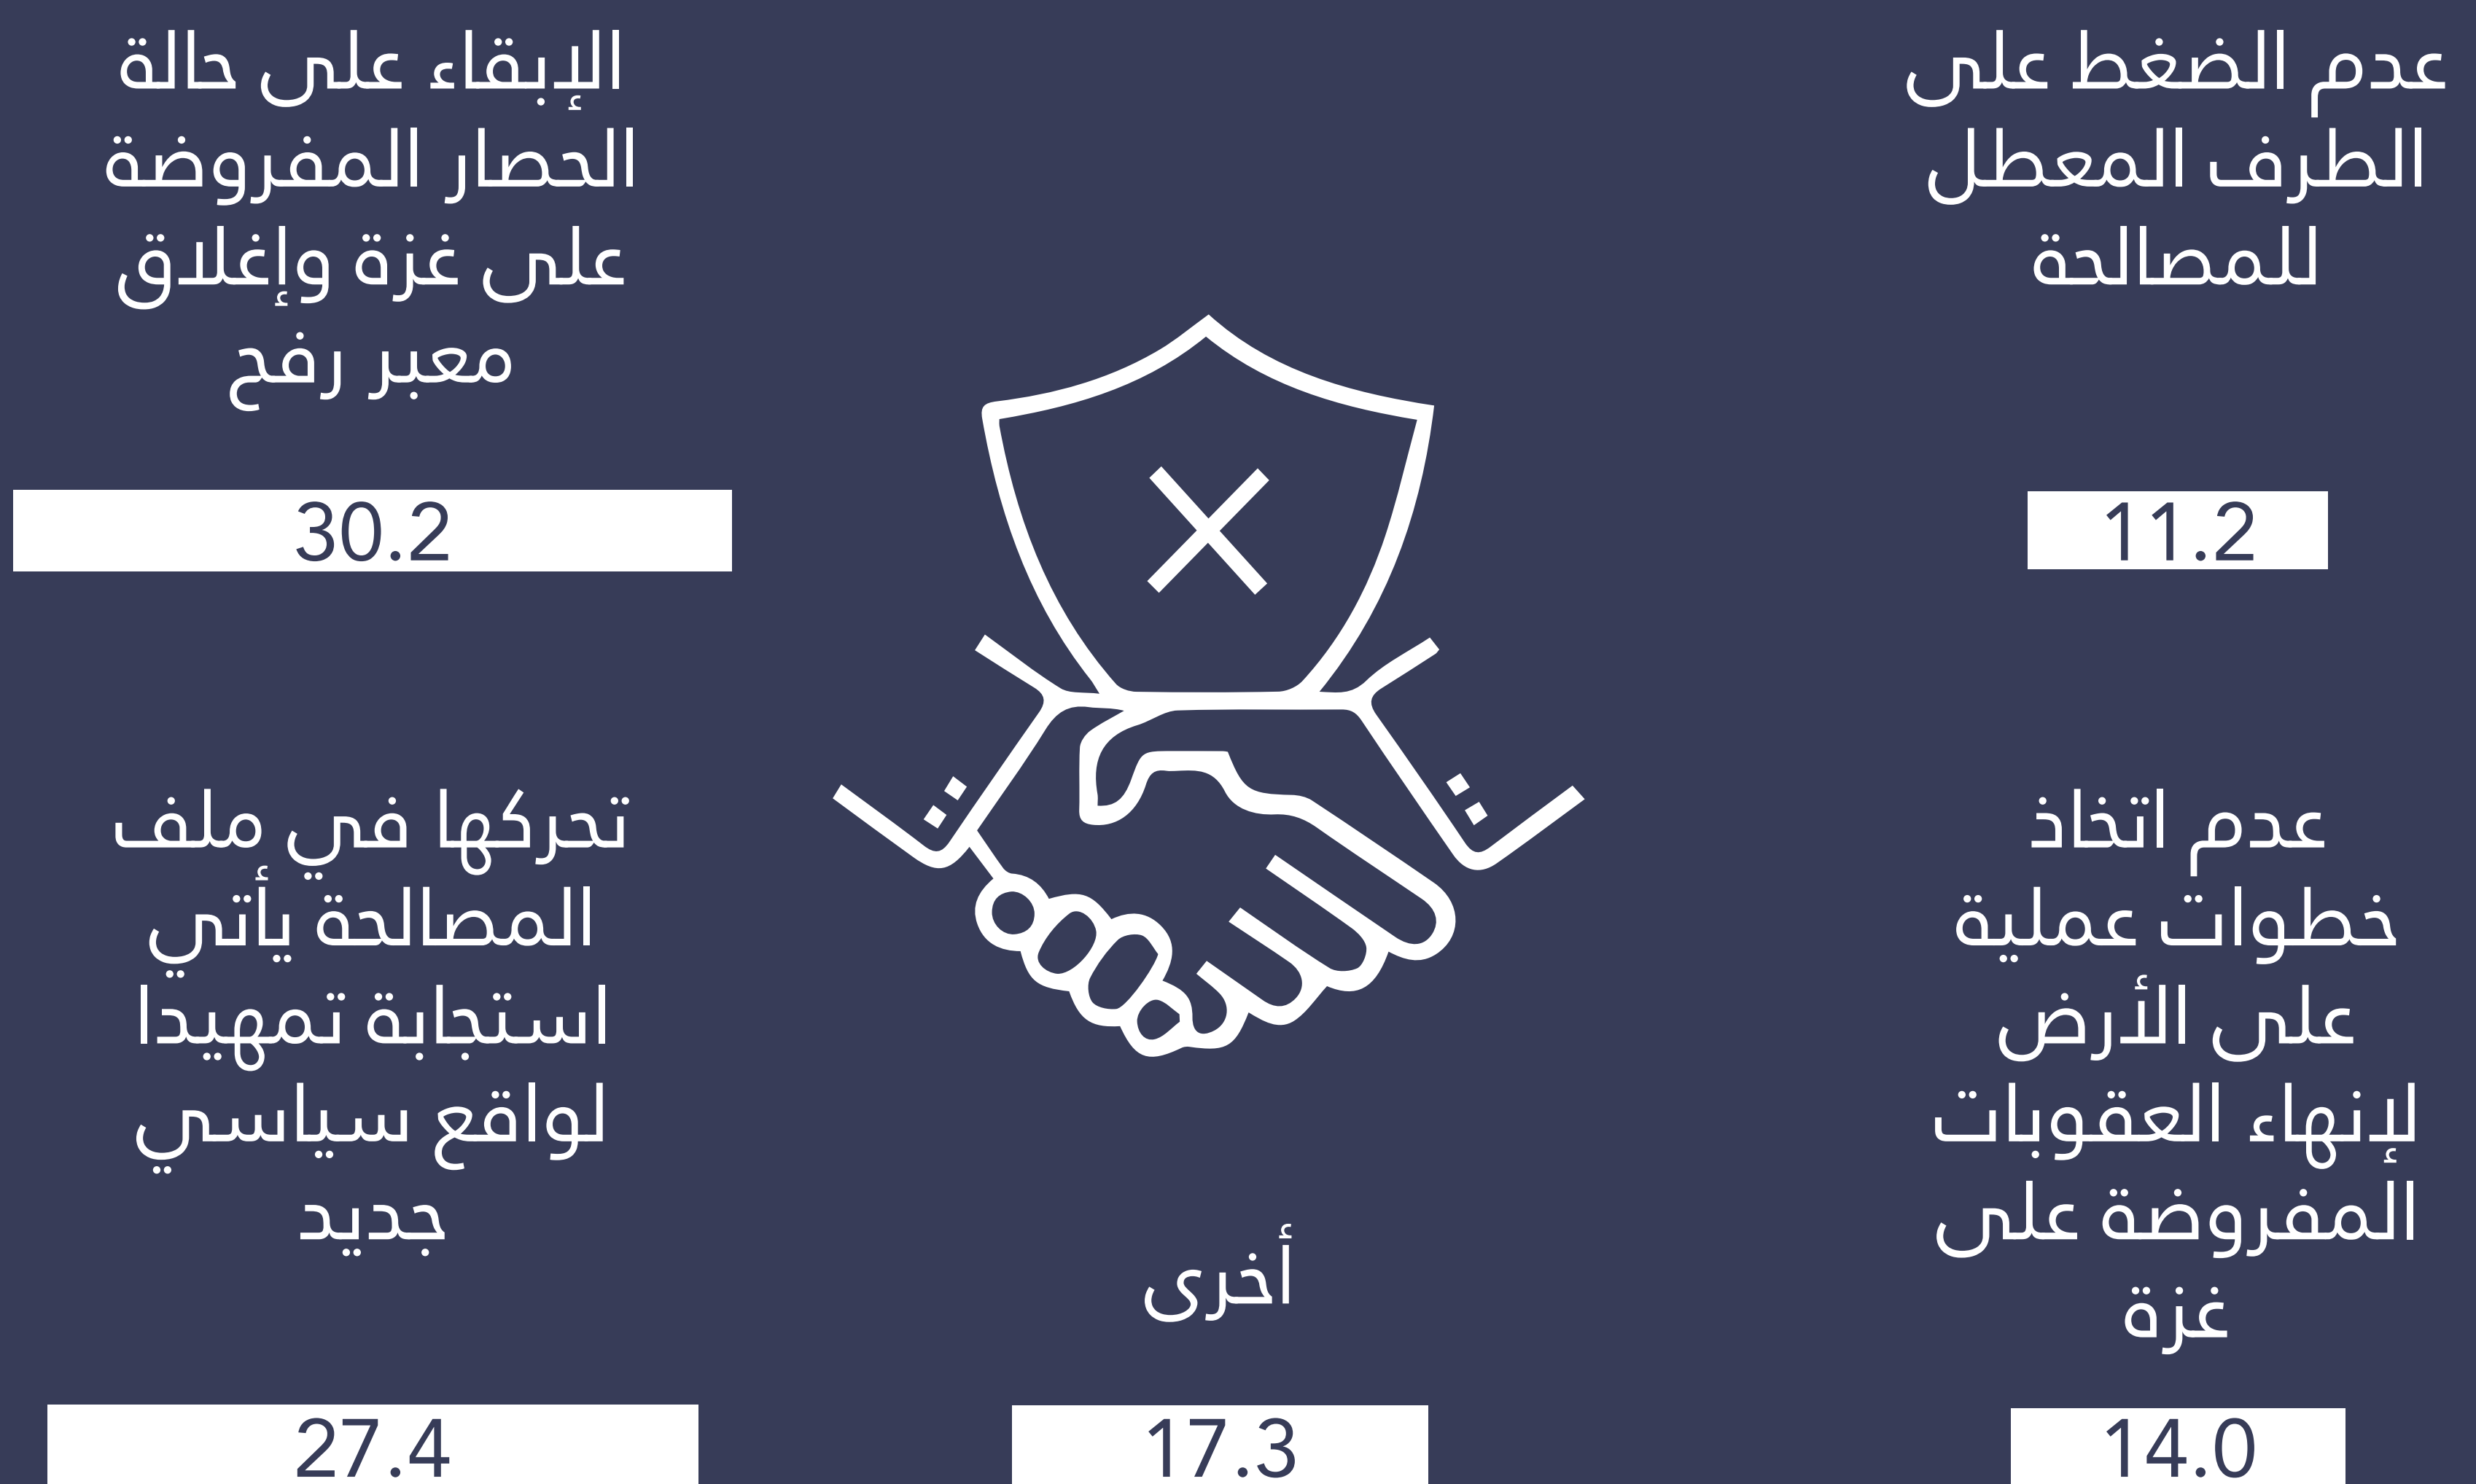 عدم الضغط على
الطرف المعطل
للمصالحة
11.2
الإبقاء على حالة
الحصار المفروضة
على غزة وإغلاق
معبر رفح
30.2
عدم اتخاذ
خطوات عملية
على الأرض
لإنهاء العقوبات
المفروضة على
غزة
14.0
أخرى
17.3
تحركها في ملف
المصالحة يأتي
استجابة تمهيدا
لواقع سياسي
جديد
27.4